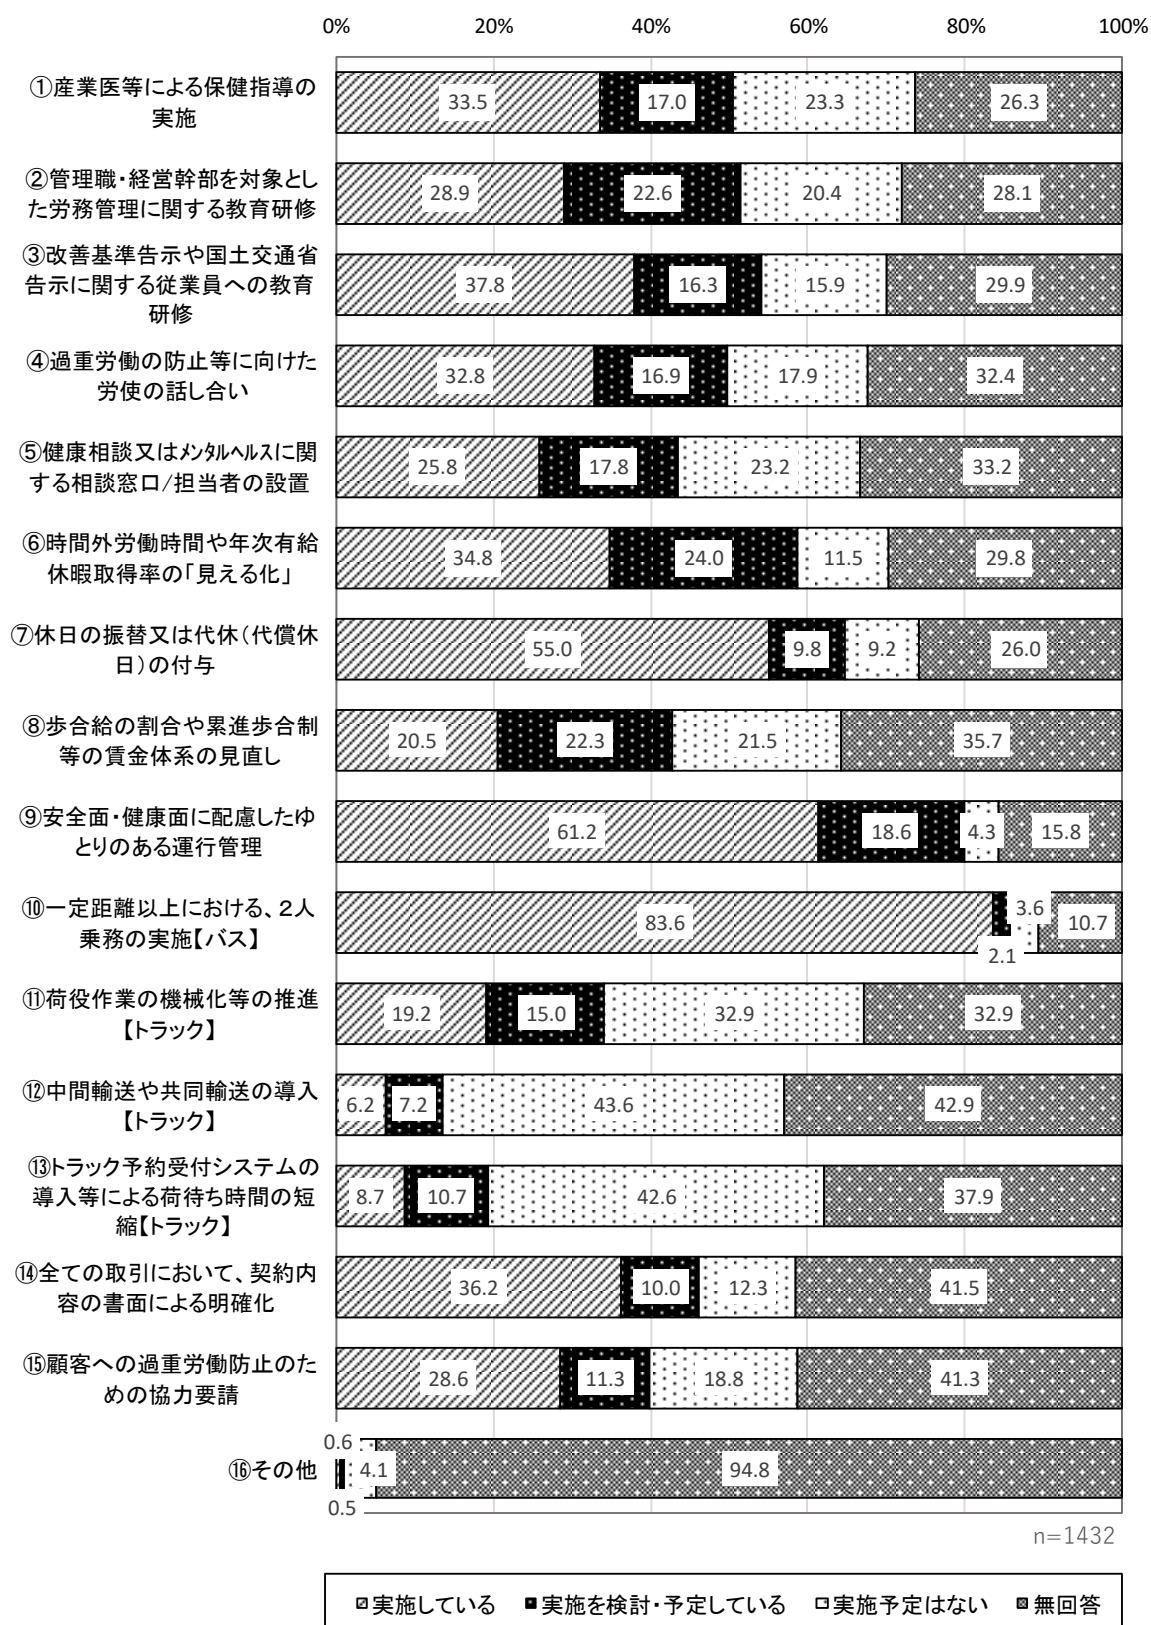 0% 20% 40% 60% 80% 100%
①産業医等による保健指導の
実施
33.5 17.0 23.3 26.3
②管理職・経営幹部を対象とし
た労務管理に関する教育研修
28.9 22.6 20.4 28.1
③改善基準告示や国土交通省
告示に関する従業員への教育
研修
37.8 16.3 15.9 29.9
④過重労働の防止等に向けた
労使の話し合い
32.8 16.9 17.9 32.4
⑤健康相談又はメンタルヘルスに関
する相談窓口/担当者の設置
25.8 17.8 23.2 33.2
⑥時間外労働時間や年次有給
休暇取得率の「見える化」
34.8 24.0 11.5 29.8
⑦休日の振替又は代休(代償休
日)の付与
55.0 9.8 9.2 26.0
⑧歩合給の割合や累進歩合制
等の賃金体系の見直し
20.5 22.3 21.5 35.7
⑨安全面・健康面に配慮したゆ
とりのある運行管理
61.2 18.6 4.3 15.8
⑩一定距離以上における、2人
乗務の実施【バス】
83.6 2.1 3.6 10.7
⑪荷役作業の機械化等の推進
【トラック】
19.2 15.0 32.9 32.9
⑫中間輸送や共同輸送の導入
【トラック】
6.2 7.2 43.6 42.9
⑬トラック予約受付システムの
導入等による荷待ち時間の短
縮【トラック】
8.7 10.7 42.6 37.9
⑭全ての取引において、契約内
容の書面による明確化
36.2 10.0 12.3 41.5
⑮顧客への過重労働防止のた
めの協力要請
28.6 11.3 18.8 41.3
⑯その他
0.6
4.1 94.8
0.5
n=1432
実施している 実施を検討・予定している 実施予定はない 無回答